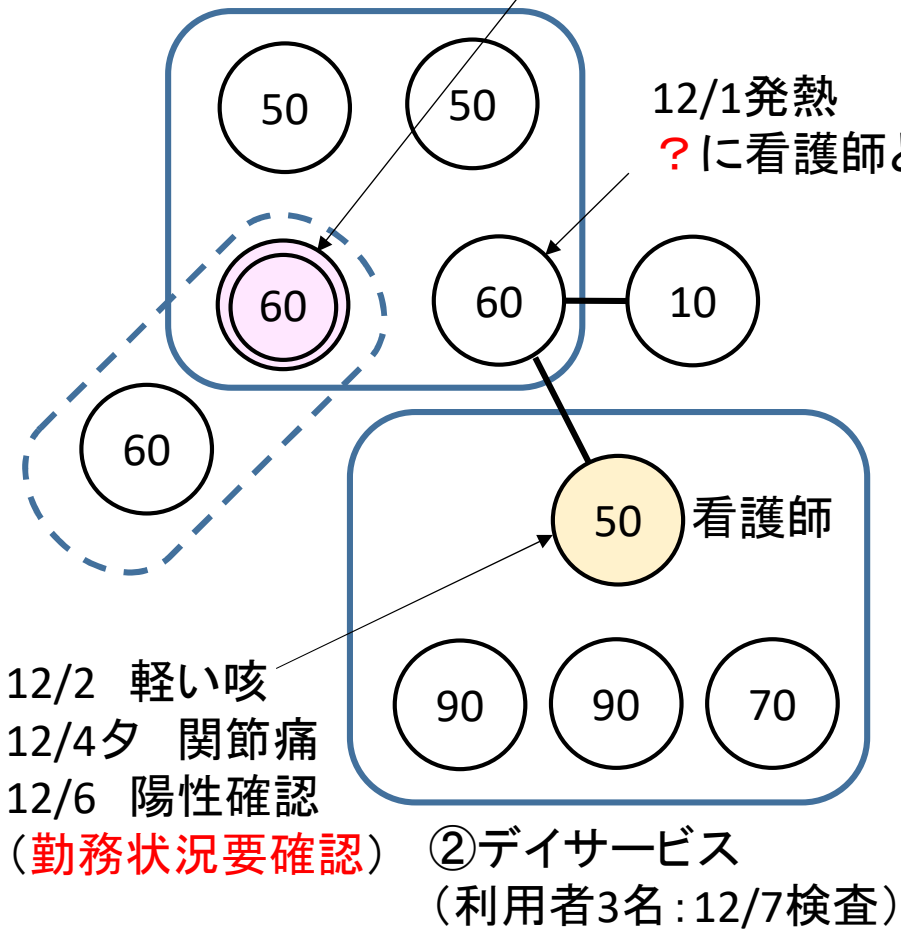 50
50
12/1発熱
?に看護師と
60
60
10
60
50
看護師
12/2 軽い咳
12/4夕 関節痛
12/6 陽性確認
(勤務状況要確認)
90
90
70
②デイサービス
(利用者3名:12/7検査)